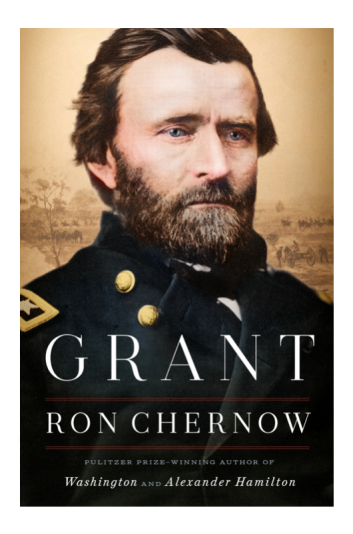 GRANT
RON CHERNOW
PULITZER PRIZE–WINNING AUTHOR OF
Washington AND Alexander Hamilton